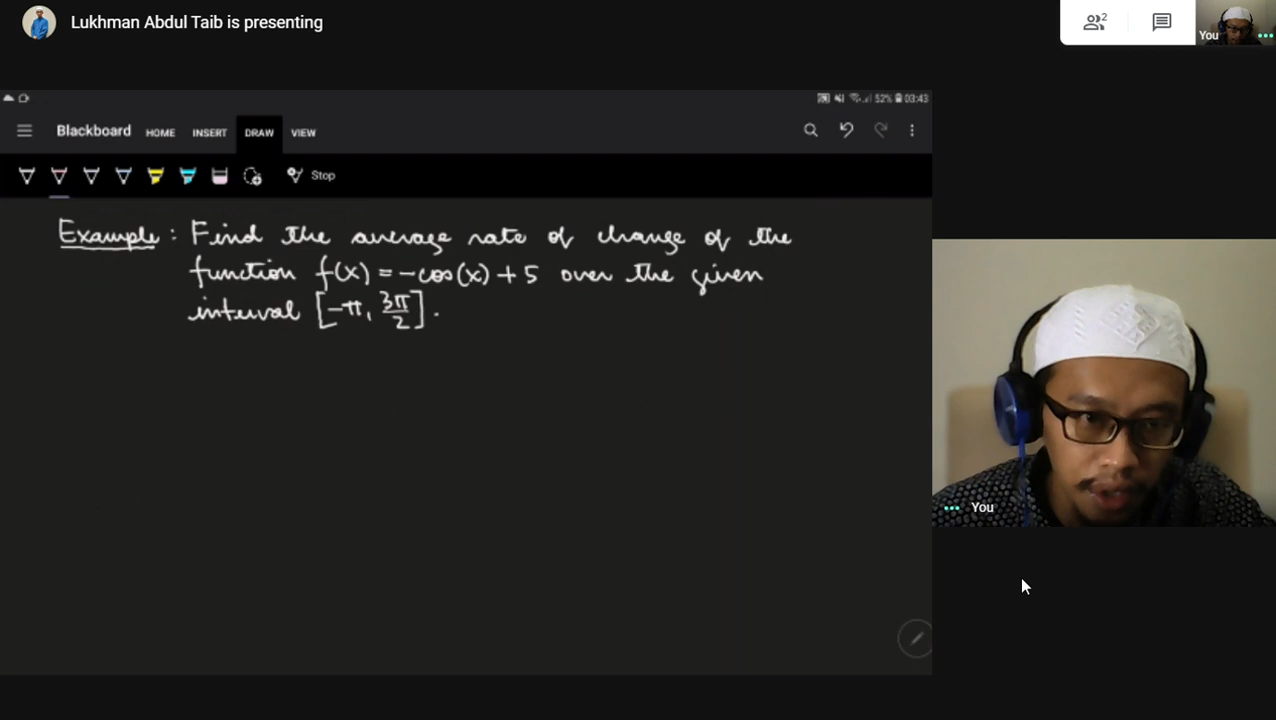 Lukhman Abdul Taib is presenting
2
You
52% 03:43
Blackboard HOME INSERT DRAW VIEW
Stop
Example: Find the average rate of change of the
function f(x) = -cos(x) + 5 over the given
interval [-π, 3π/2].
You